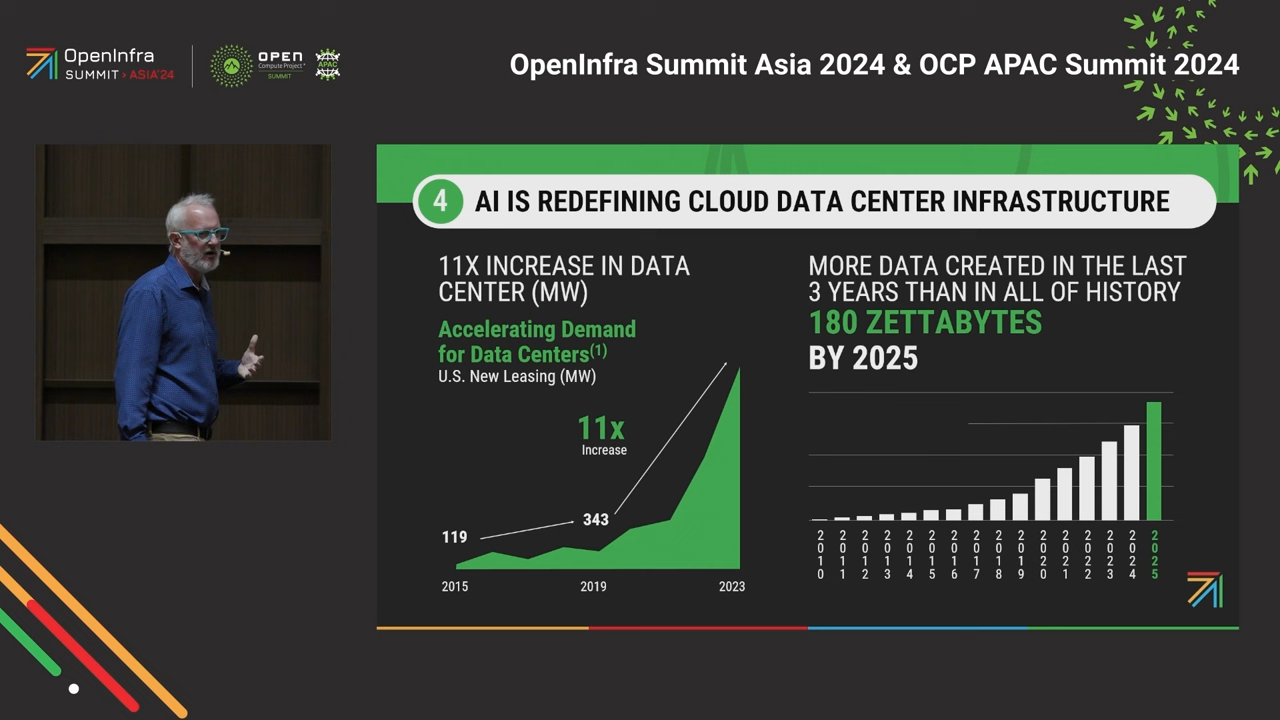 OpenInfra
SUMMIT > ASIA'24
OPEN
Compute Project®
SUMMIT
APAC
OpenInfra Summit Asia 2024 & OCP APAC Summit 2024
4
AI IS REDEFINING CLOUD DATA CENTER INFRASTRUCTURE
11X INCREASE IN DATA
CENTER (MW)
Accelerating Demand
for Data Centers(1)
U.S. New Leasing (MW)
11x
Increase
119
343
2015
2019
2023
MORE DATA CREATED IN THE LAST
3 YEARS THAN IN ALL OF HISTORY
180 ZETTABYTES
BY 2025
2010
2011
2012
2013
2014
2015
2016
2017
2018
2019
2020
2021
2022
2023
2024
2025